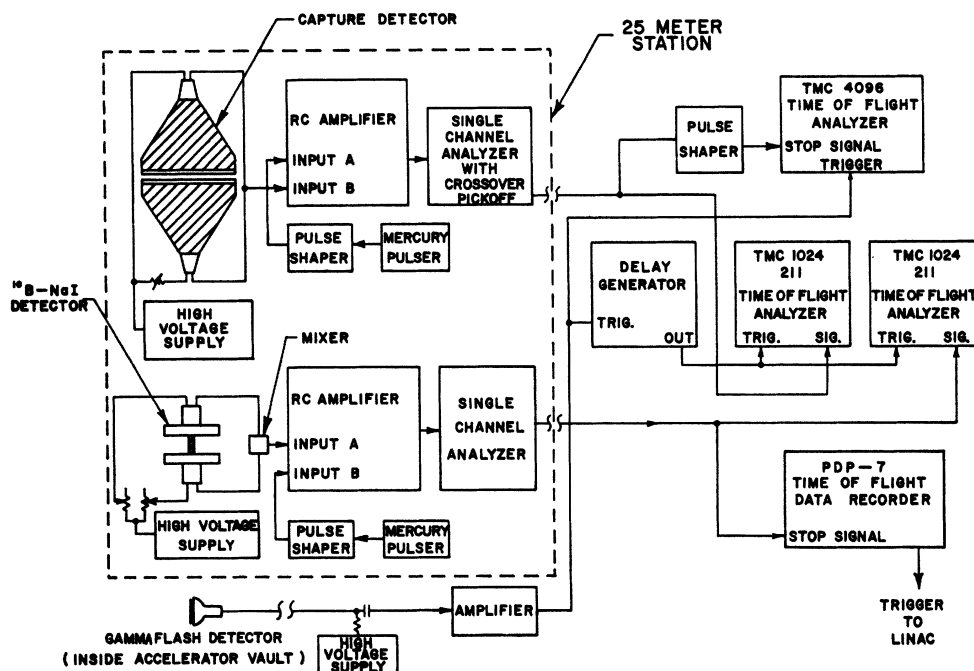 CAPTURE DETECTOR
25 METER
STATION
RC AMPLIFIER
INPUT A
INPUT B
SINGLE
CHANNEL
ANALYZER
WITH
CROSSOVER
PICKOFF
PULSE
SHAPER
TMC 4096
TIME OF FLIGHT
ANALYZER
STOP SIGNAL
TRIGGER
PULSE
SHAPER
MERCURY
PULSER
10B-NaI
DETECTOR
HIGH
VOLTAGE
SUPPLY
DELAY
GENERATOR
TRIG.
OUT
TMC 1024
211
TIME OF FLIGHT
ANALYZER
TRIG. SIG.
TMC 1024
211
TIME OF FLIGHT
ANALYZER
TRIG. SIG.
MIXER
RC AMPLIFIER
INPUT A
INPUT B
SINGLE
CHANNEL
ANALYZER
HIGH VOLTAGE
SUPPLY
PULSE
SHAPER
MERCURY
PULSER
PDP-7
TIME OF FLIGHT
DATA RECORDER
STOP SIGNAL
TRIGGER
TO
LINAC
GAMMAFLASH DETECTOR
(INSIDE ACCELERATOR VAULT)
HIGH
VOLTAGE
SUPPLY
AMPLIFIER